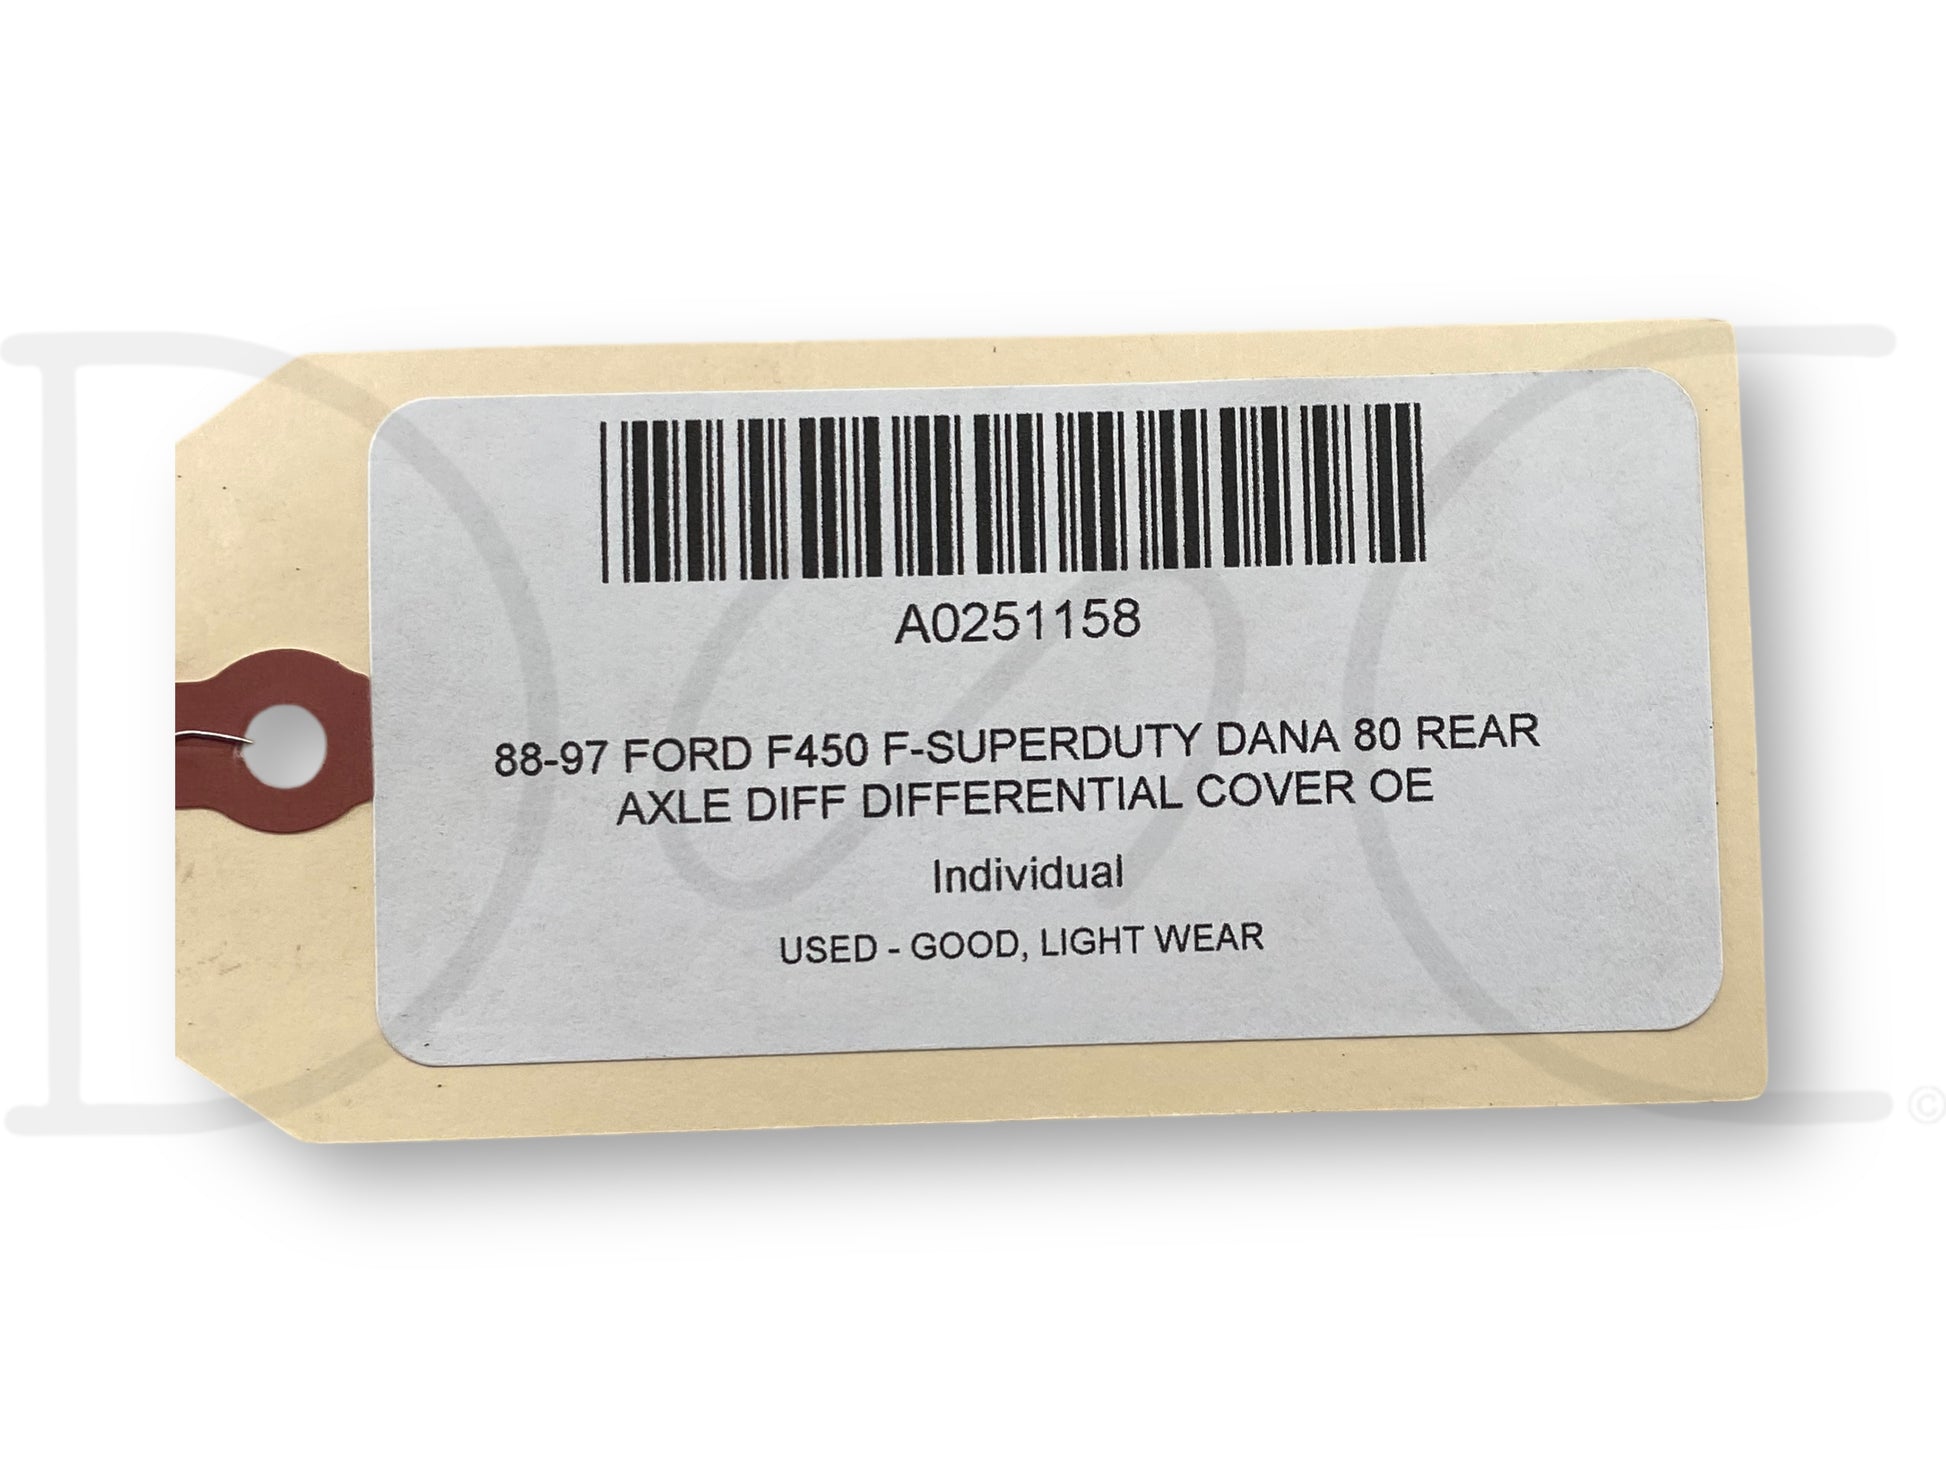 A0251158
88-97 FORD F450 F-SUPERDUTY DANA 80 REAR
AXLE DIFF DIFFERENTIAL COVER OE
Individual
USED - GOOD, LIGHT WEAR
©